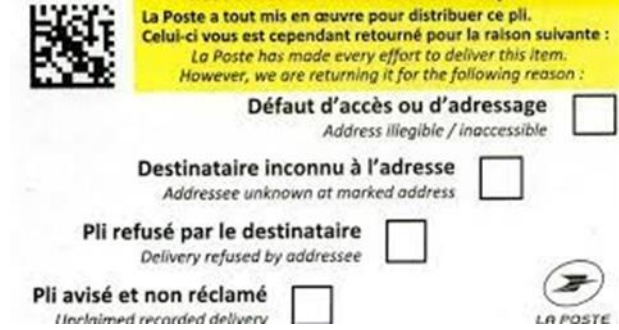 La Poste a tout mis en œuvre pour distribuer ce pli.
Celui-ci vous est cependant retourné pour la raison suivante :
La Poste has made every effort to deliver this item.
However, we are returning it for the following reason :
Défaut d'accès ou d'adressage
Address illegible / inaccessible
Destinataire inconnu à l'adresse
Addressee unknown at marked address
Pli refusé par le destinataire
Delivery refused by addressee
Pli avisé et non réclamé
Unclaimed recorded delivery
LA POSTE